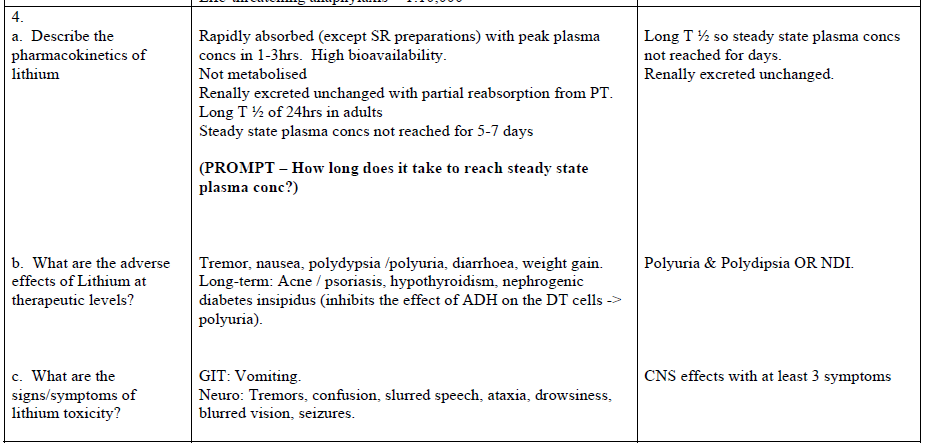 4.
a. Describe the
pharmacokinetics of
lithium
Rapidly absorbed (except SR preparations) with peak plasma
concs in 1-3hrs. High bioavailability.
Not metabolised
Renally excreted unchanged with partial reabsorption from PT.
Long T ½ of 24hrs in adults
Steady state plasma concs not reached for 5-7 days
(PROMPT – How long does it take to reach steady state
plasma conc?)
Long T ½ so steady state plasma concs
not reached for days.
Renally excreted unchanged.
b. What are the adverse
effects of Lithium at
therapeutic levels?
Tremor, nausea, polydypsia /polyuria, diarrhoea, weight gain.
Long-term: Acne / psoriasis, hypothyroidism, nephrogenic
diabetes insipidus (inhibits the effect of ADH on the DT cells ->
polyuria).
Polyuria & Polydipsia OR NDI.
c. What are the
signs/symptoms of
lithium toxicity?
GIT: Vomiting.
Neuro: Tremors, confusion, slurred speech, ataxia, drowsiness,
blurred vision, seizures.
CNS effects with at least 3 symptoms